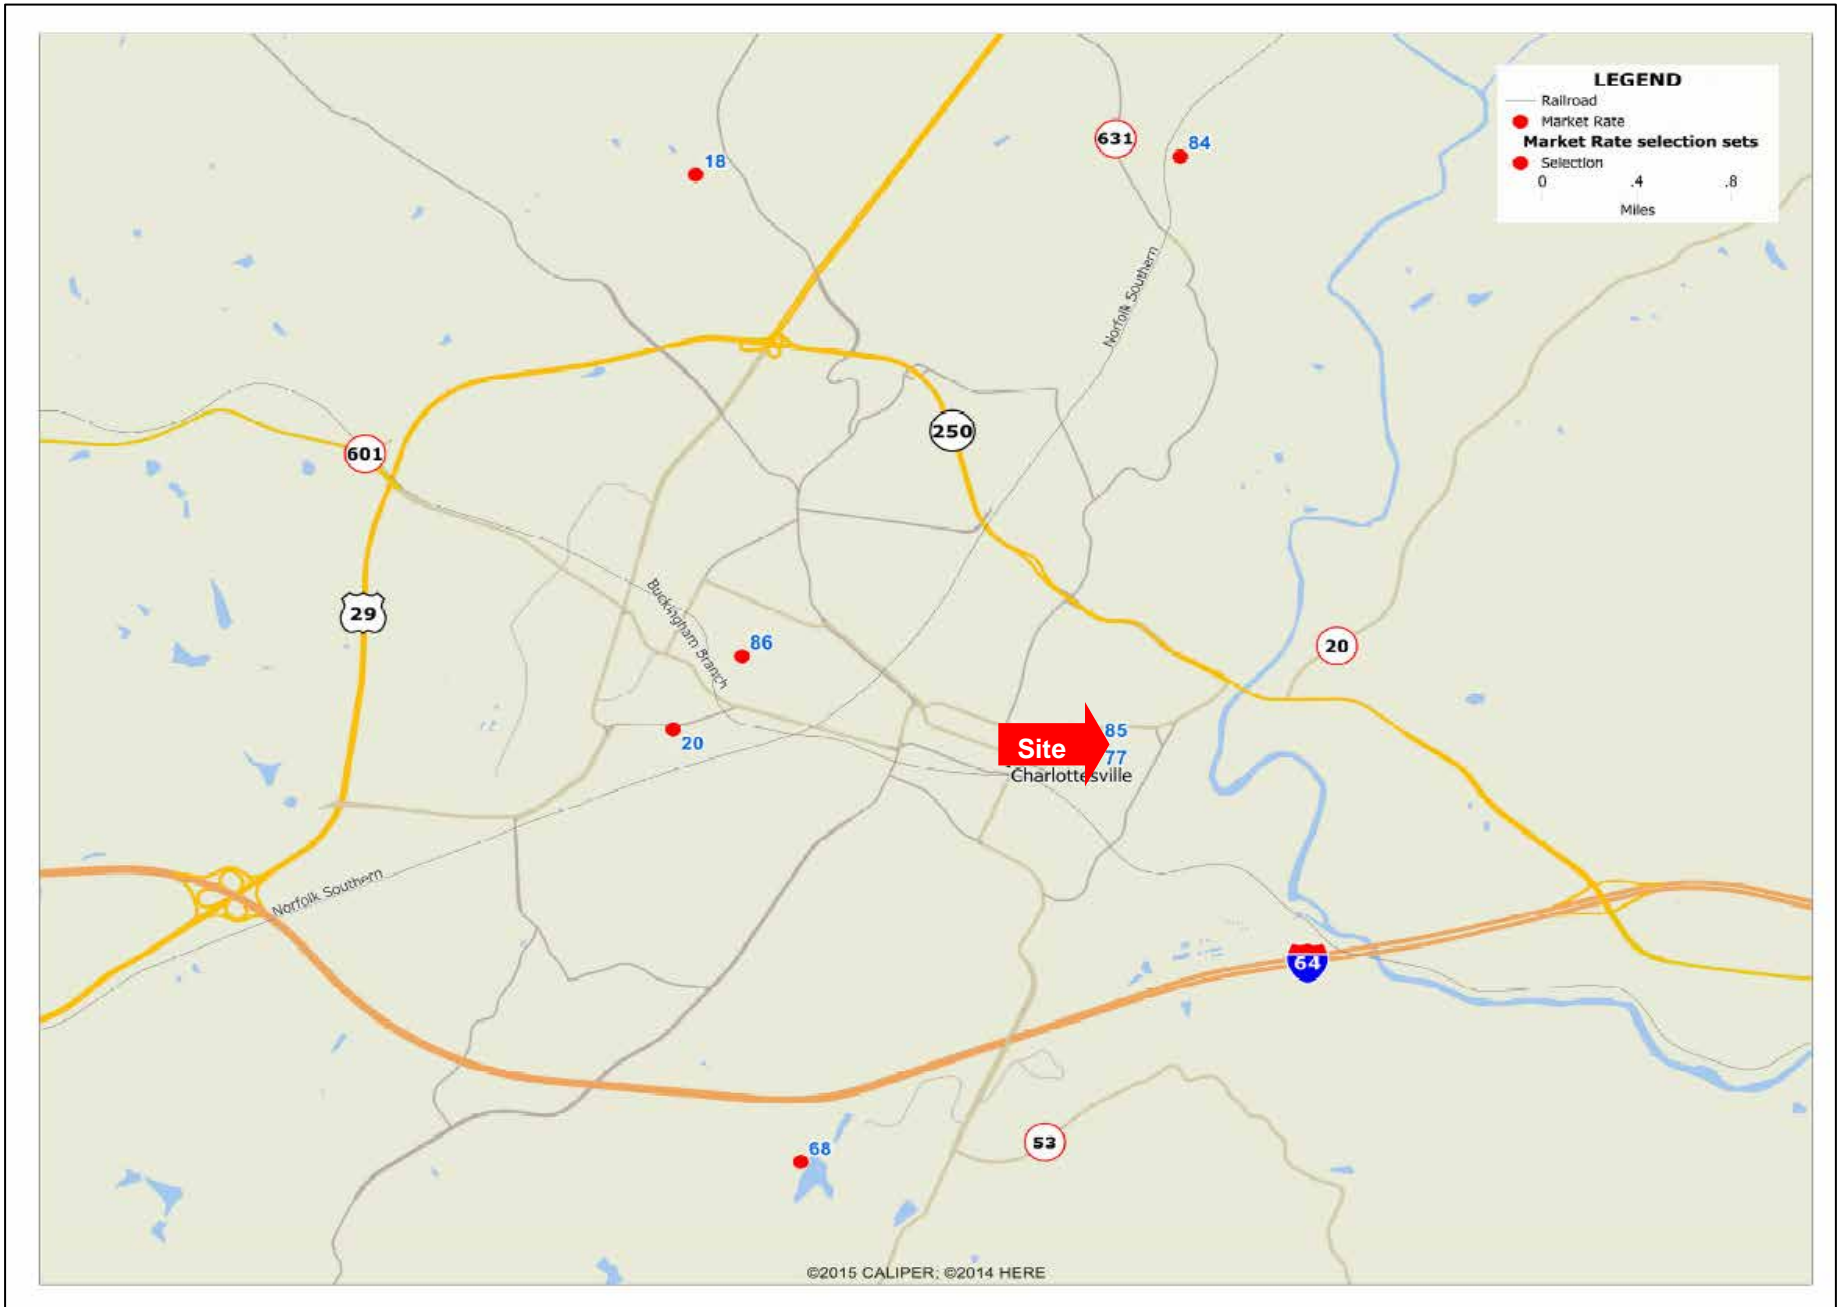 LEGEND
Railroad
Market Rate
Market Rate selection sets
Selection
0 .4 .8
Miles
631
84
18
Norfolk Southern
250
601
29
Buckingham Branch
86
20
20
85
Site
77
Charlottesville
Norfolk Southern
64
53
68
©2015 CALIPER; ©2014 HERE